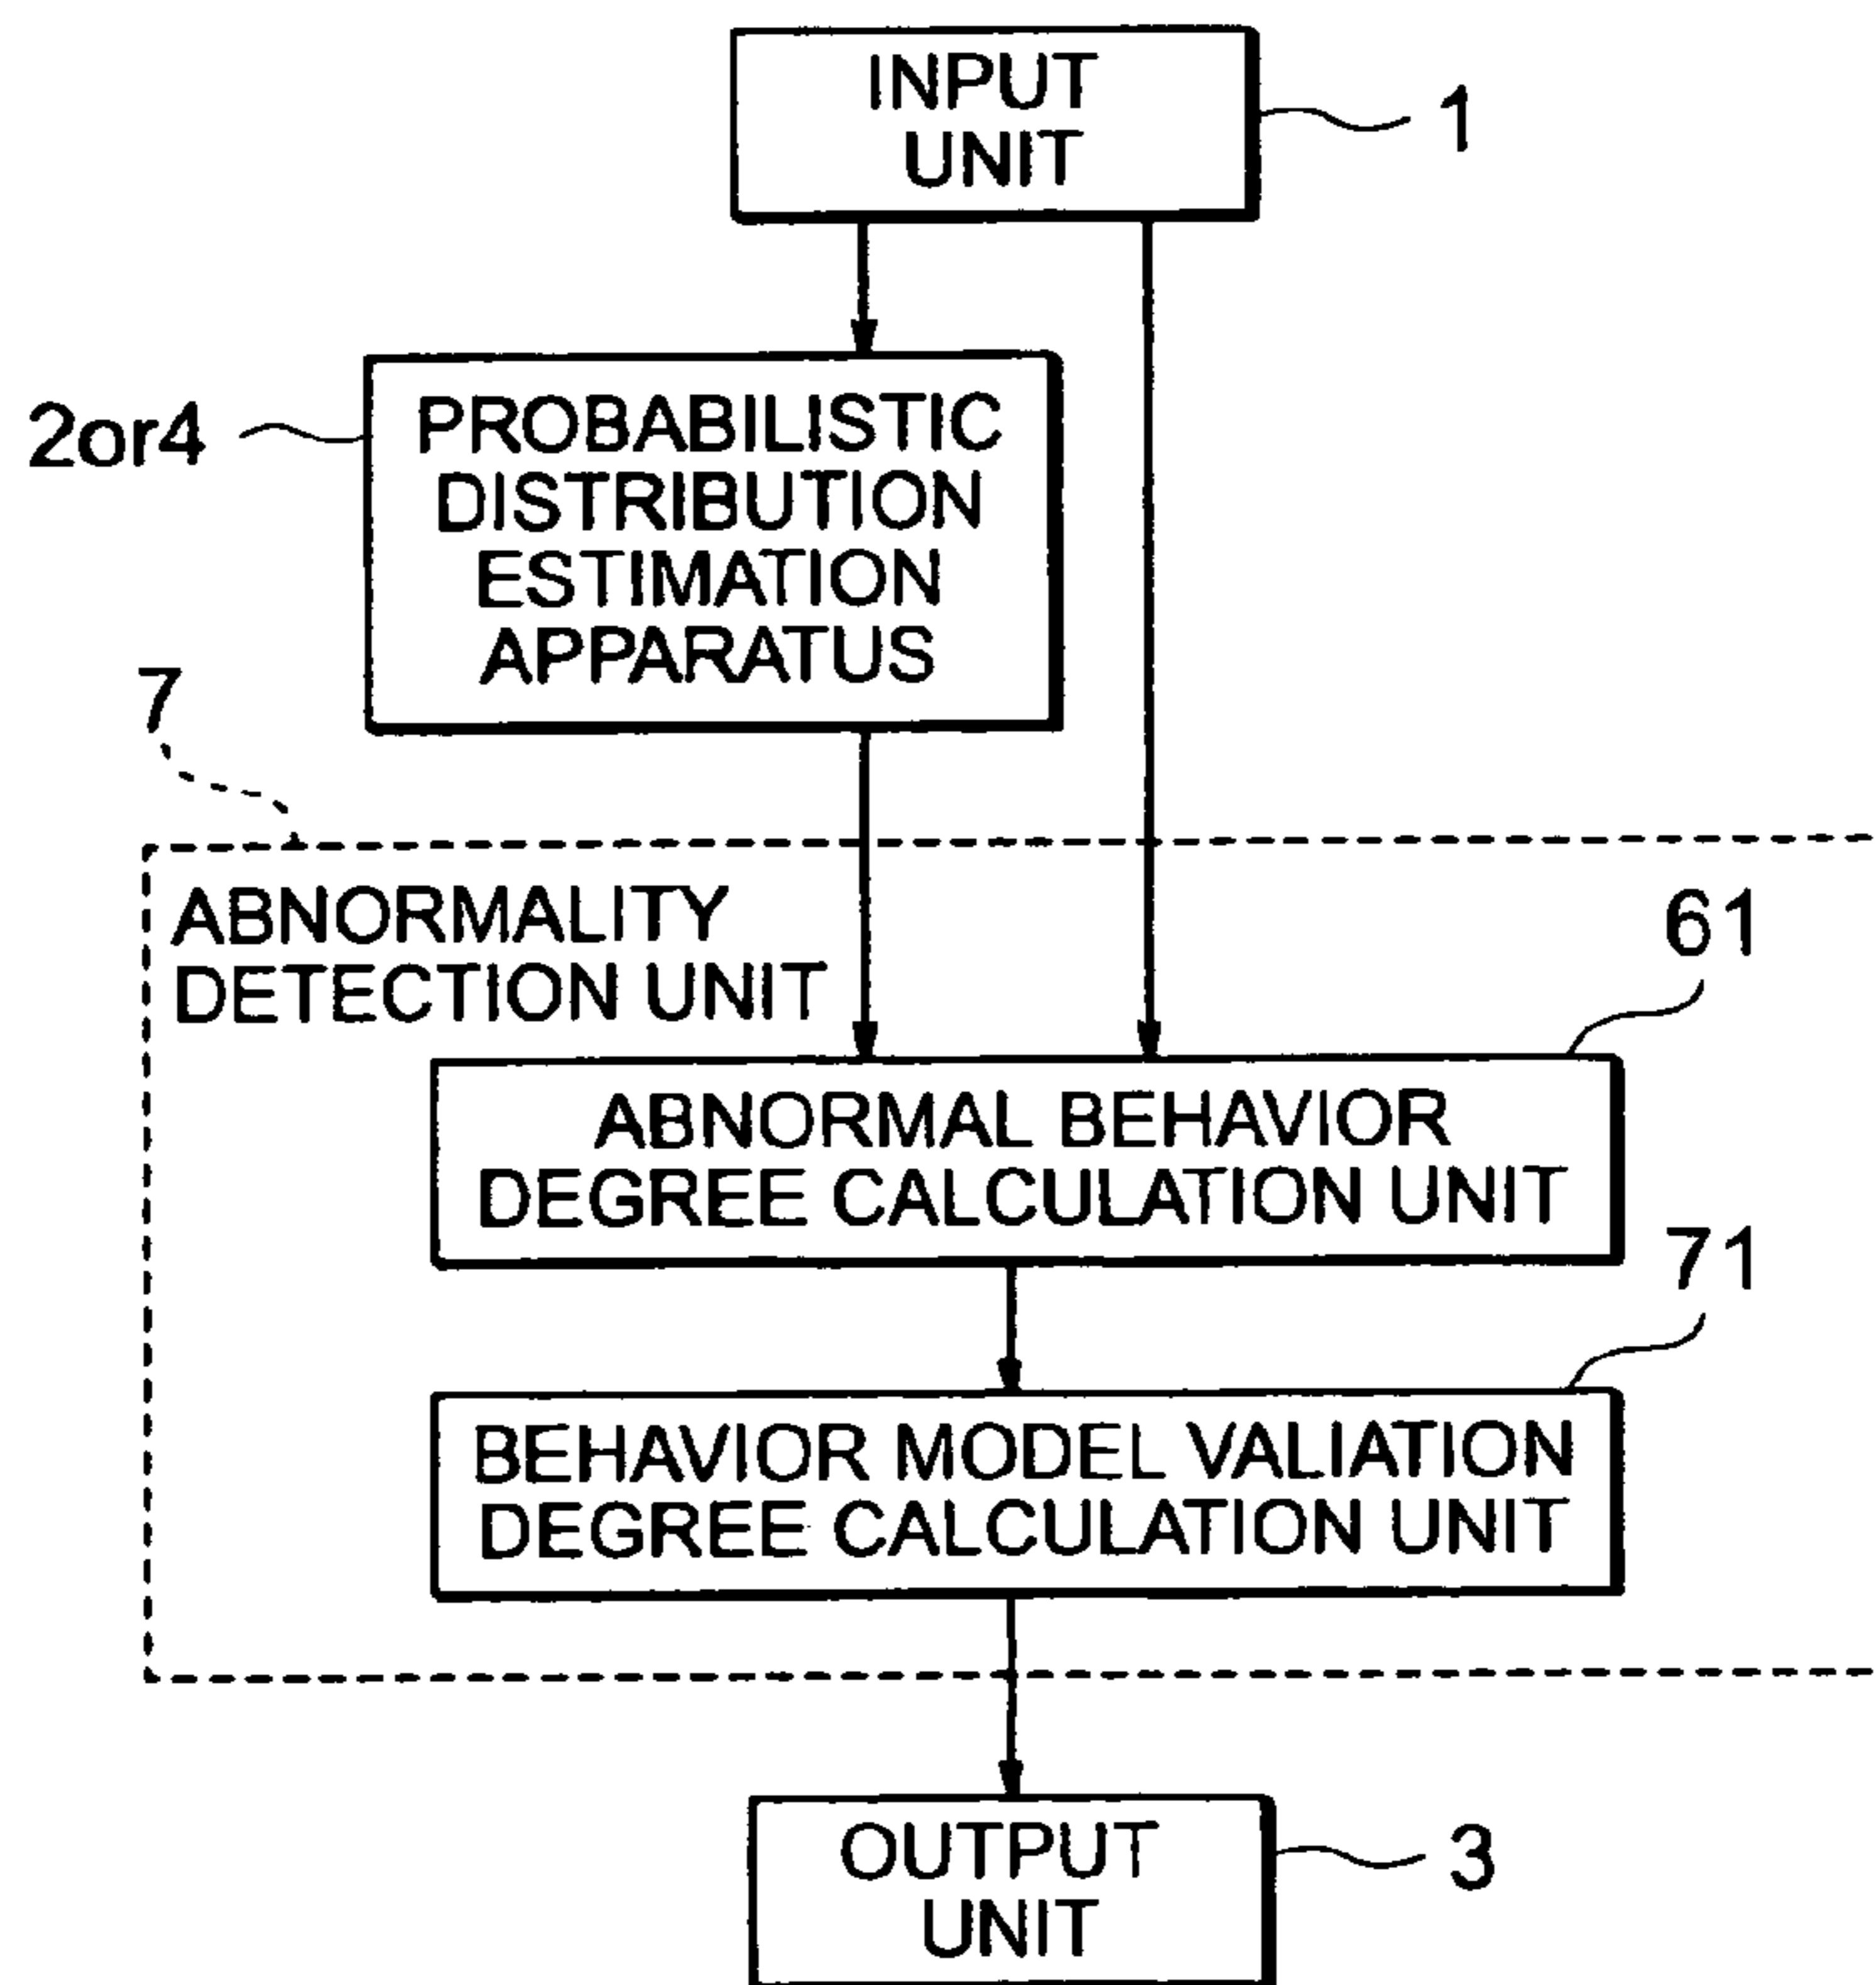 INPUT
UNIT
1
2or4
PROBABILISTIC
DISTRIBUTION
ESTIMATION
APPARATUS
7
ABNORMALITY
DETECTION UNIT
61
ABNORMAL BEHAVIOR
DEGREE CALCULATION UNIT
71
BEHAVIOR MODEL VALIATION
DEGREE CALCULATION UNIT
OUTPUT
UNIT
3